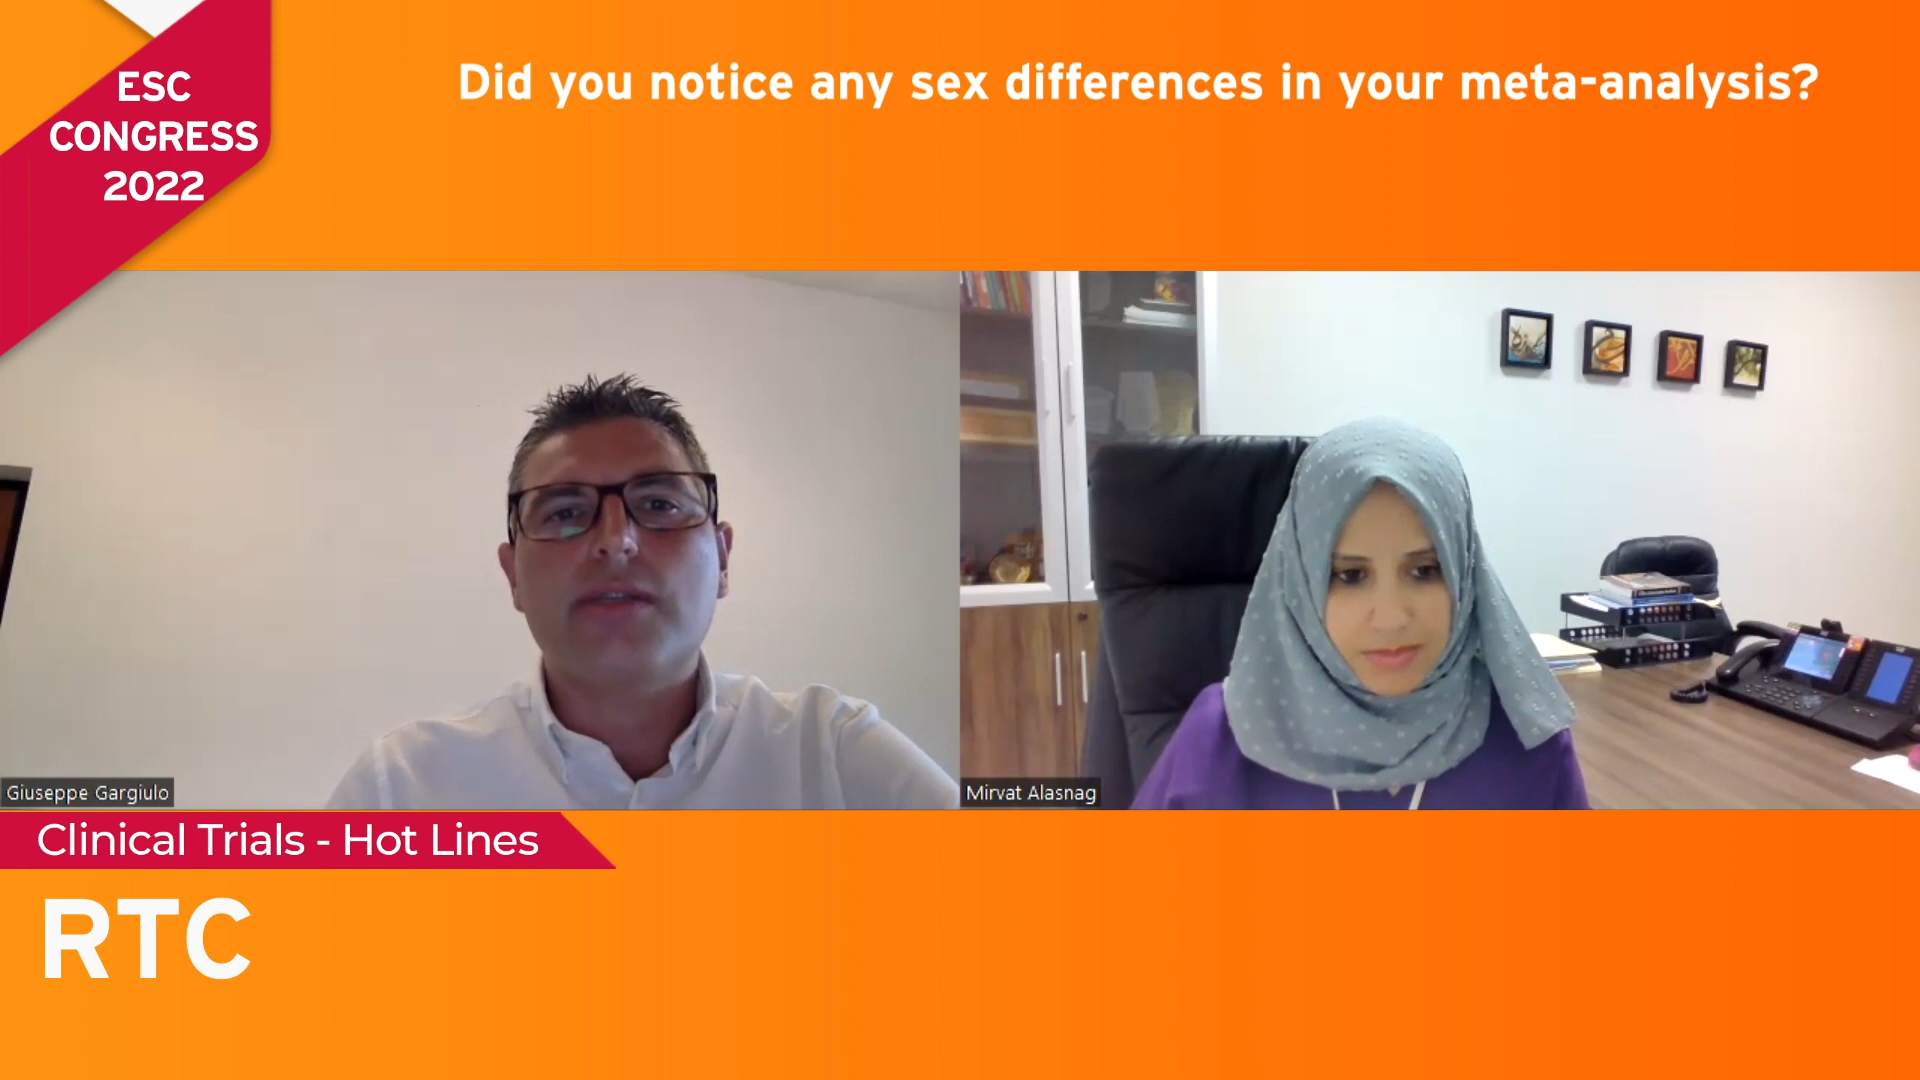 ESC
CONGRESS
2022
Did you notice any sex differences in your meta-analysis?
Giuseppe Gargiulo
Mirvat Alasnag
Clinical Trials - Hot Lines
RTC